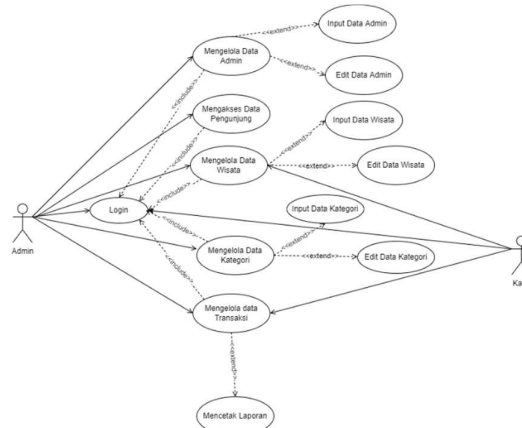 <<extend>>
Input Data Admin
Mengelola Data
Admin
<<extend>>
Edit Data Admin
<<include>>
Mengakses Data
Pengunjung
<<include>>
<<extend>>
Input Data Wisata
Mengelola Data
Wisata
<<extend>>
Edit Data Wisata
<<include>>
Login
Input Data Kategori
Admin
<<include>>
<<extend>>
Mengelola Data
Kategori
<<extend>>
Edit Data Kategori
Ka
<<include>>
Mengelola data
Transaksi
<<extend>>
Mencetak Laporan